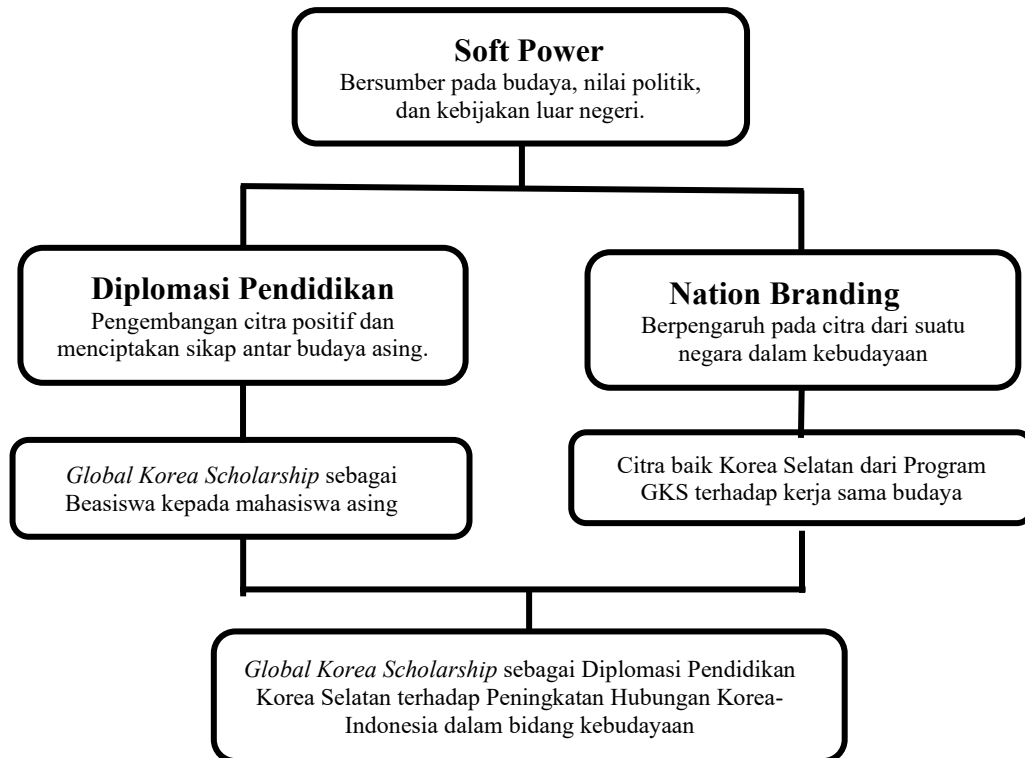 Soft Power
Bersumber pada budaya, nilai politik,
dan kebijakan luar negeri.
Diplomasi Pendidikan
Pengembangan citra positif dan
menciptakan sikap antar budaya asing.
Nation Branding
Berpengaruh pada citra dari suatu
negara dalam kebudayaan
Global Korea Scholarship sebagai
Beasiswa kepada mahasiswa asing
Citra baik Korea Selatan dari Program
GKS terhadap kerja sama budaya
Global Korea Scholarship sebagai Diplomasi Pendidikan
Korea Selatan terhadap Peningkatan Hubungan Korea-
Indonesia dalam bidang kebudayaan